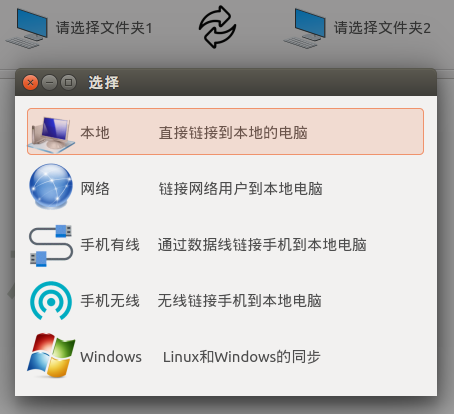 请选择文件夹1 请选择文件夹2
选择
本地 直接链接到本地的电脑
网络 链接网络用户到本地电脑
手机有线 通过数据线链接手机到本地电脑
手机无线 无线链接手机到本地电脑
Windows Linux和Windows的同步